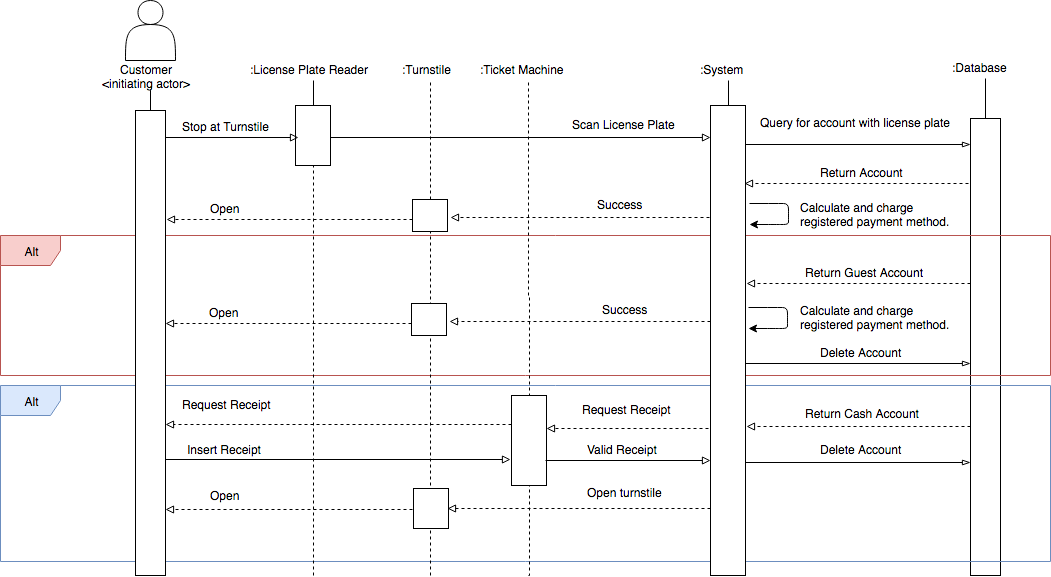 Customer
<initiating actor>
:License Plate Reader
:Turnstile
:Ticket Machine
:System
:Database
Stop at Turnstile
Scan License Plate
Query for account with license plate
Return Account
Open
Success
Calculate and charge
registered payment method.
Alt
Return Guest Account
Open
Success
Calculate and charge
registered payment method.
Delete Account
Alt
Request Receipt
Request Receipt
Return Cash Account
Insert Receipt
Valid Receipt
Delete Account
Open
Open turnstile